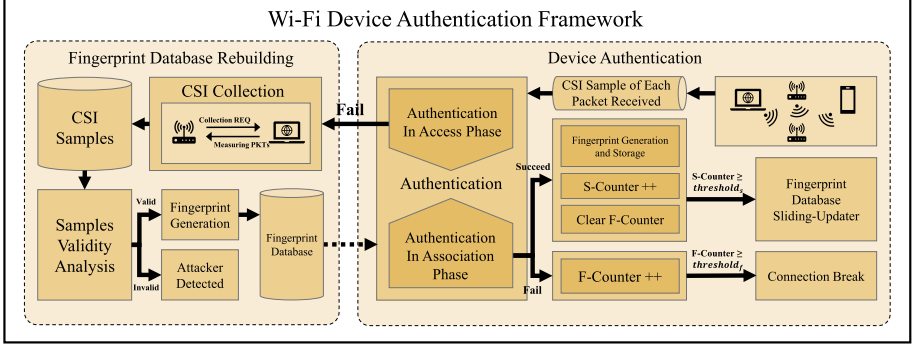 Wi-Fi Device Authentication Framework
Fingerprint Database Rebuilding
CSI
Samples
CSI Collection
Collection REQ
Measuring PKTs
Samples
Validity
Analysis
Valid
Invalid
Fingerprint
Generation
Attacker
Detected
Fingerprint
Database
Fail
Device Authentication
Authentication
In Access Phase
Authentication
Authentication
In Association
Phase
CSI Sample of Each
Packet Received
Succeed
Fail
Fingerprint Generation
and Storage
S-Counter ++
Clear F-Counter
F-Counter ++
S-Counter ≥
thresholdₛ
F-Counter ≥
threshold_f
Fingerprint
Database
Sliding-Updater
Connection Break